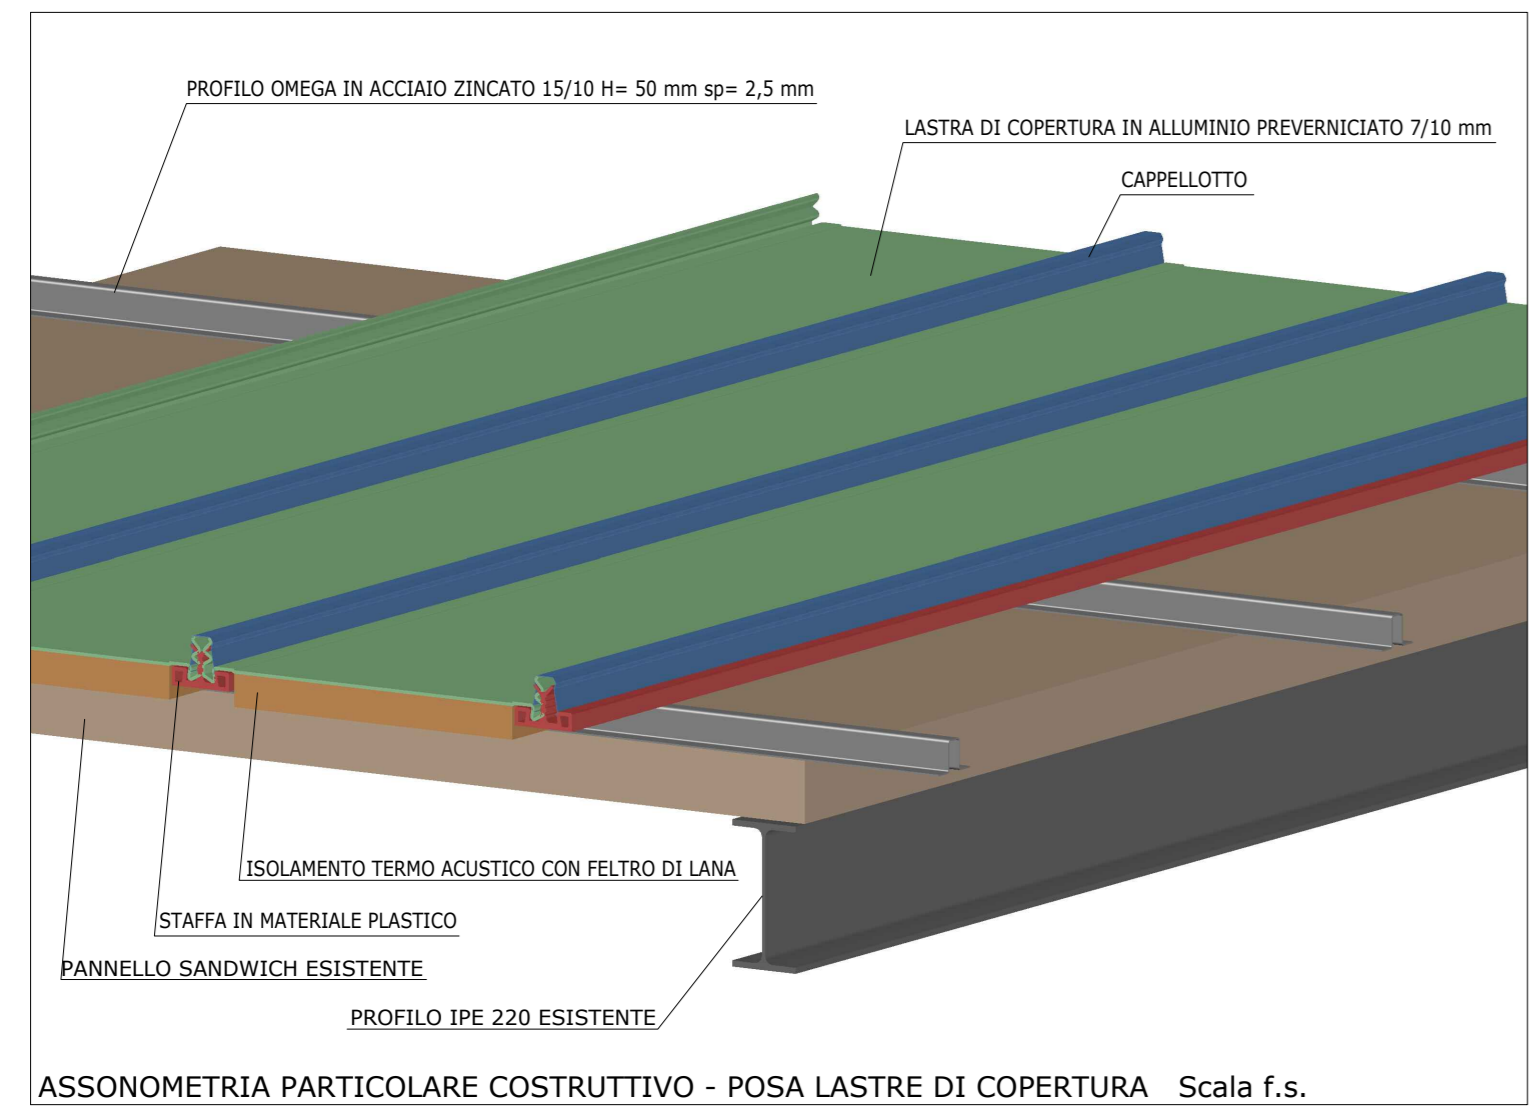 PROFILO OMEGA IN ACCIAIO ZINCATO 15/10 H= 50 mm sp= 2,5 mm
LASTRA DI COPERTURA IN ALLUMINIO PREVERNICIATO 7/10 mm
CAPPELLOTTO
ISOLAMENTO TERMO ACUSTICO CON FELTRO DI LANA
STAFFA IN MATERIALE PLASTICO
PANNELLO SANDWICH ESISTENTE
PROFILO IPE 220 ESISTENTE
ASSONOMETRIA PARTICOLARE COSTRUTTIVO - POSA LASTRE DI COPERTURA Scala f.s.